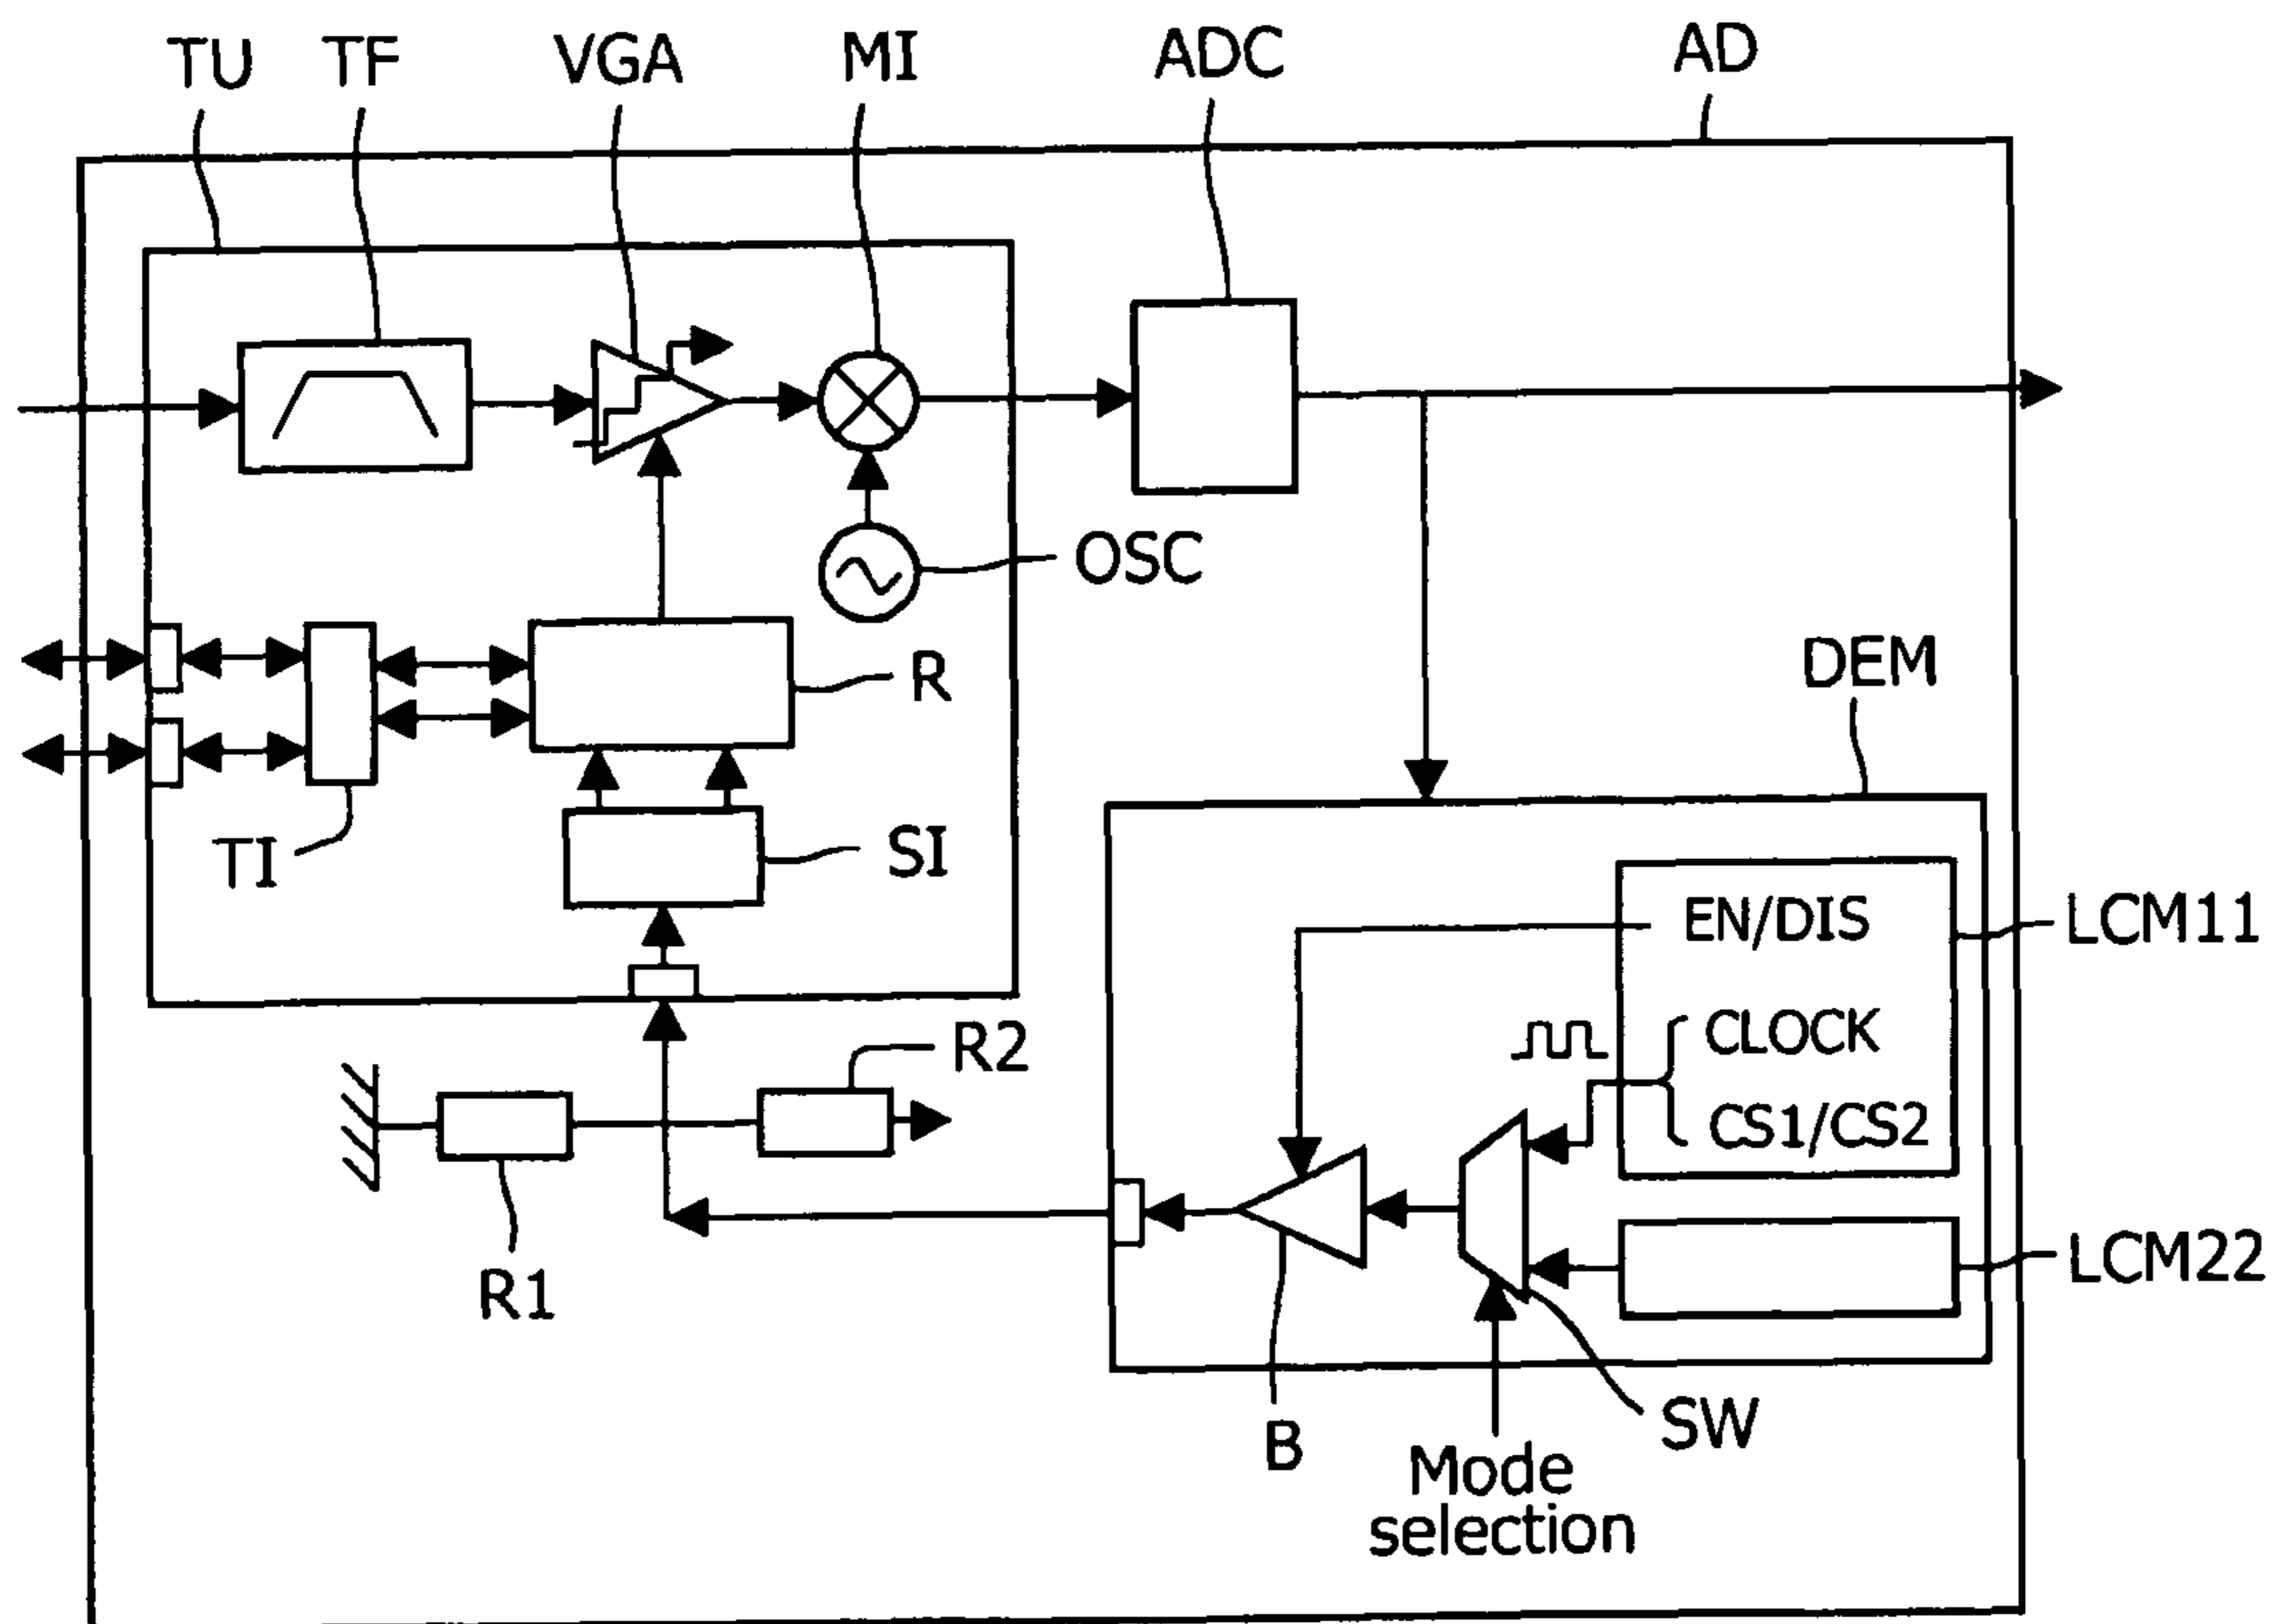 TU
TF
VGA
MI
ADC
AD
OSC
R
DEM
TI
SI
EN/DIS
LCM11
CLOCK
R2
CS1/CS2
R1
LCM22
B
SW
Mode
selection